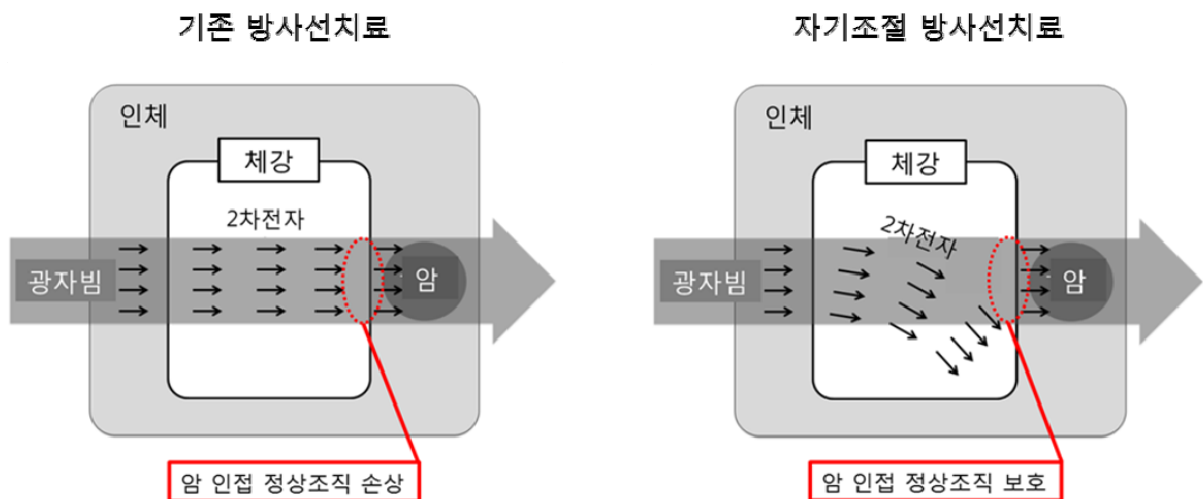 기존 방사선치료
인체
체강
2차전자
광자빔
암
암 인접 정상조직 손상
자기조절 방사선치료
인체
체강
2차전자
광자빔
암
암 인접 정상조직 보호